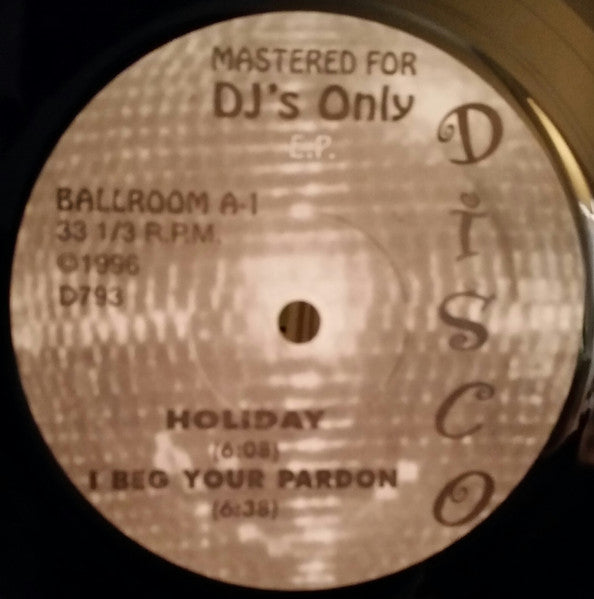 MASTERED FOR
DJ's Only
E.P.
DiSCO
BALLROOM A-1
33 1/3 R.P.M.
©1996
D793
HOLIDAY
(6:08)
I BEG YOUR PARDON
(6:38)